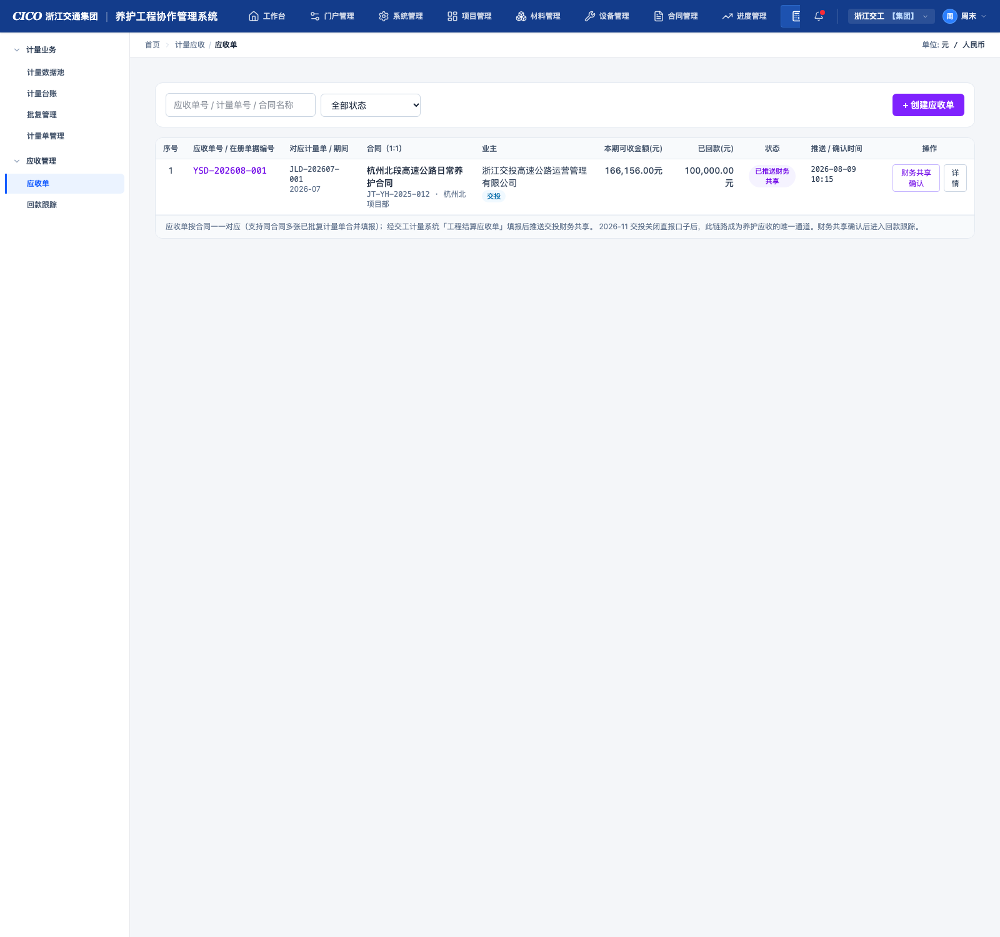 CICO 浙江交通集团 | 养护工程协作管理系统 工作台 门户管理 系统管理 项目管理 材料管理 设备管理 合同管理 进度管理 浙江交工 【集团】 周 周末
计量业务
计量数据池
计量台账
批复管理
计量单管理
应收管理
应收单
回款跟踪
首页 > 计量应收 / 应收单
单位: 元 / 人民币
应收单号 / 计量单号 / 合同名称
全部状态
+ 创建应收单
序号 应收单号 / 在册单据编号 对应计量单 / 期间 合同 (1:1) 业主 本期可收金额(元) 已回款(元) 状态 推送 / 确认时间 操作
1
YSD-202608-001
JLD-202607-
001
2026-07
杭州北段高速公路日常养
护合同
JT-YH-2025-012 · 杭州北
项目部
浙江交投高速公路运营管理
有限公司
交投
166,156.00元
100,000.00
元
已推送财务
共享
2026-08-09
10:15
财务共享
确认
详
情
应收单按合同一一对应（支持同合同多张已批复计量单合并填报）；经交工计量系统「工程结算应收单」填报后推送交投财务共享。 2026-11 交投关闭直报口子后，此链路成为养护应收的唯一通道。财务共享确认后进入回款跟踪。